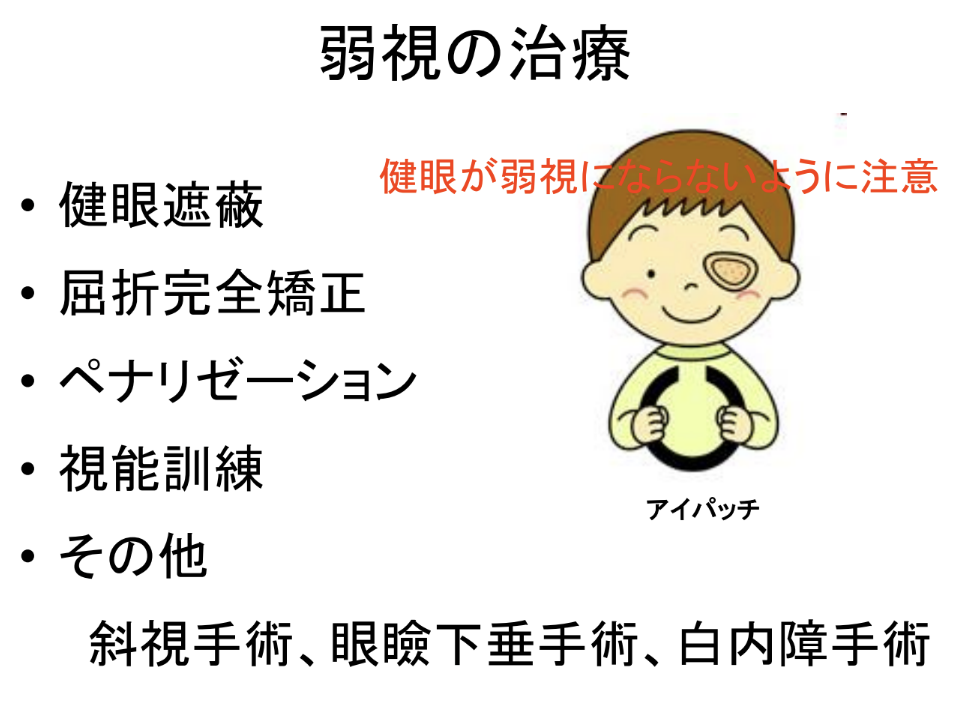 弱視の治療
健眼が弱視にならないように注意
• 健眼遮蔽
• 屈折完全矯正
• ペナリゼーション
• 視能訓練
アイパッチ
• その他
斜視手術、眼瞼下垂手術、白内障手術